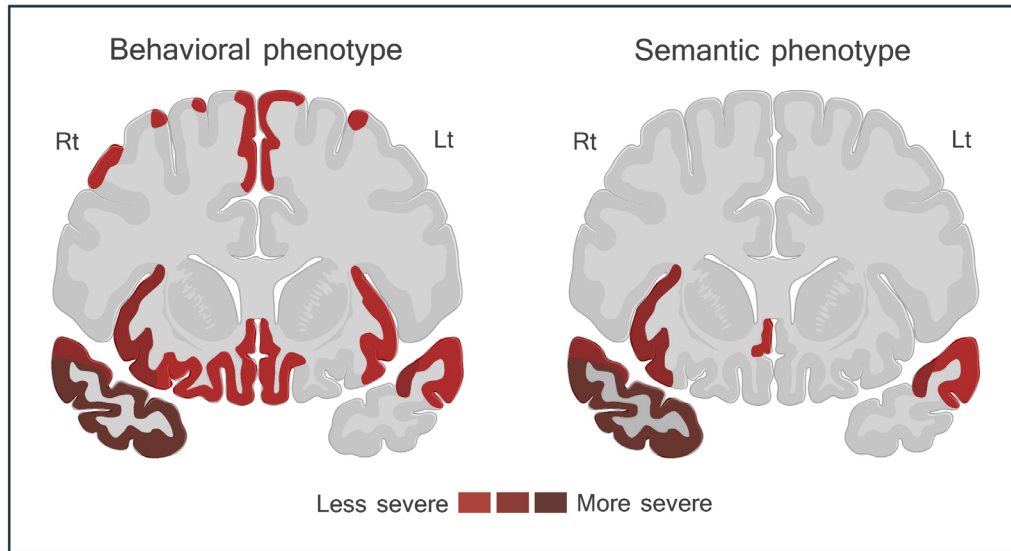 Behavioral phenotype
Semantic phenotype
Rt
Lt
Rt
Lt
Less severe More severe